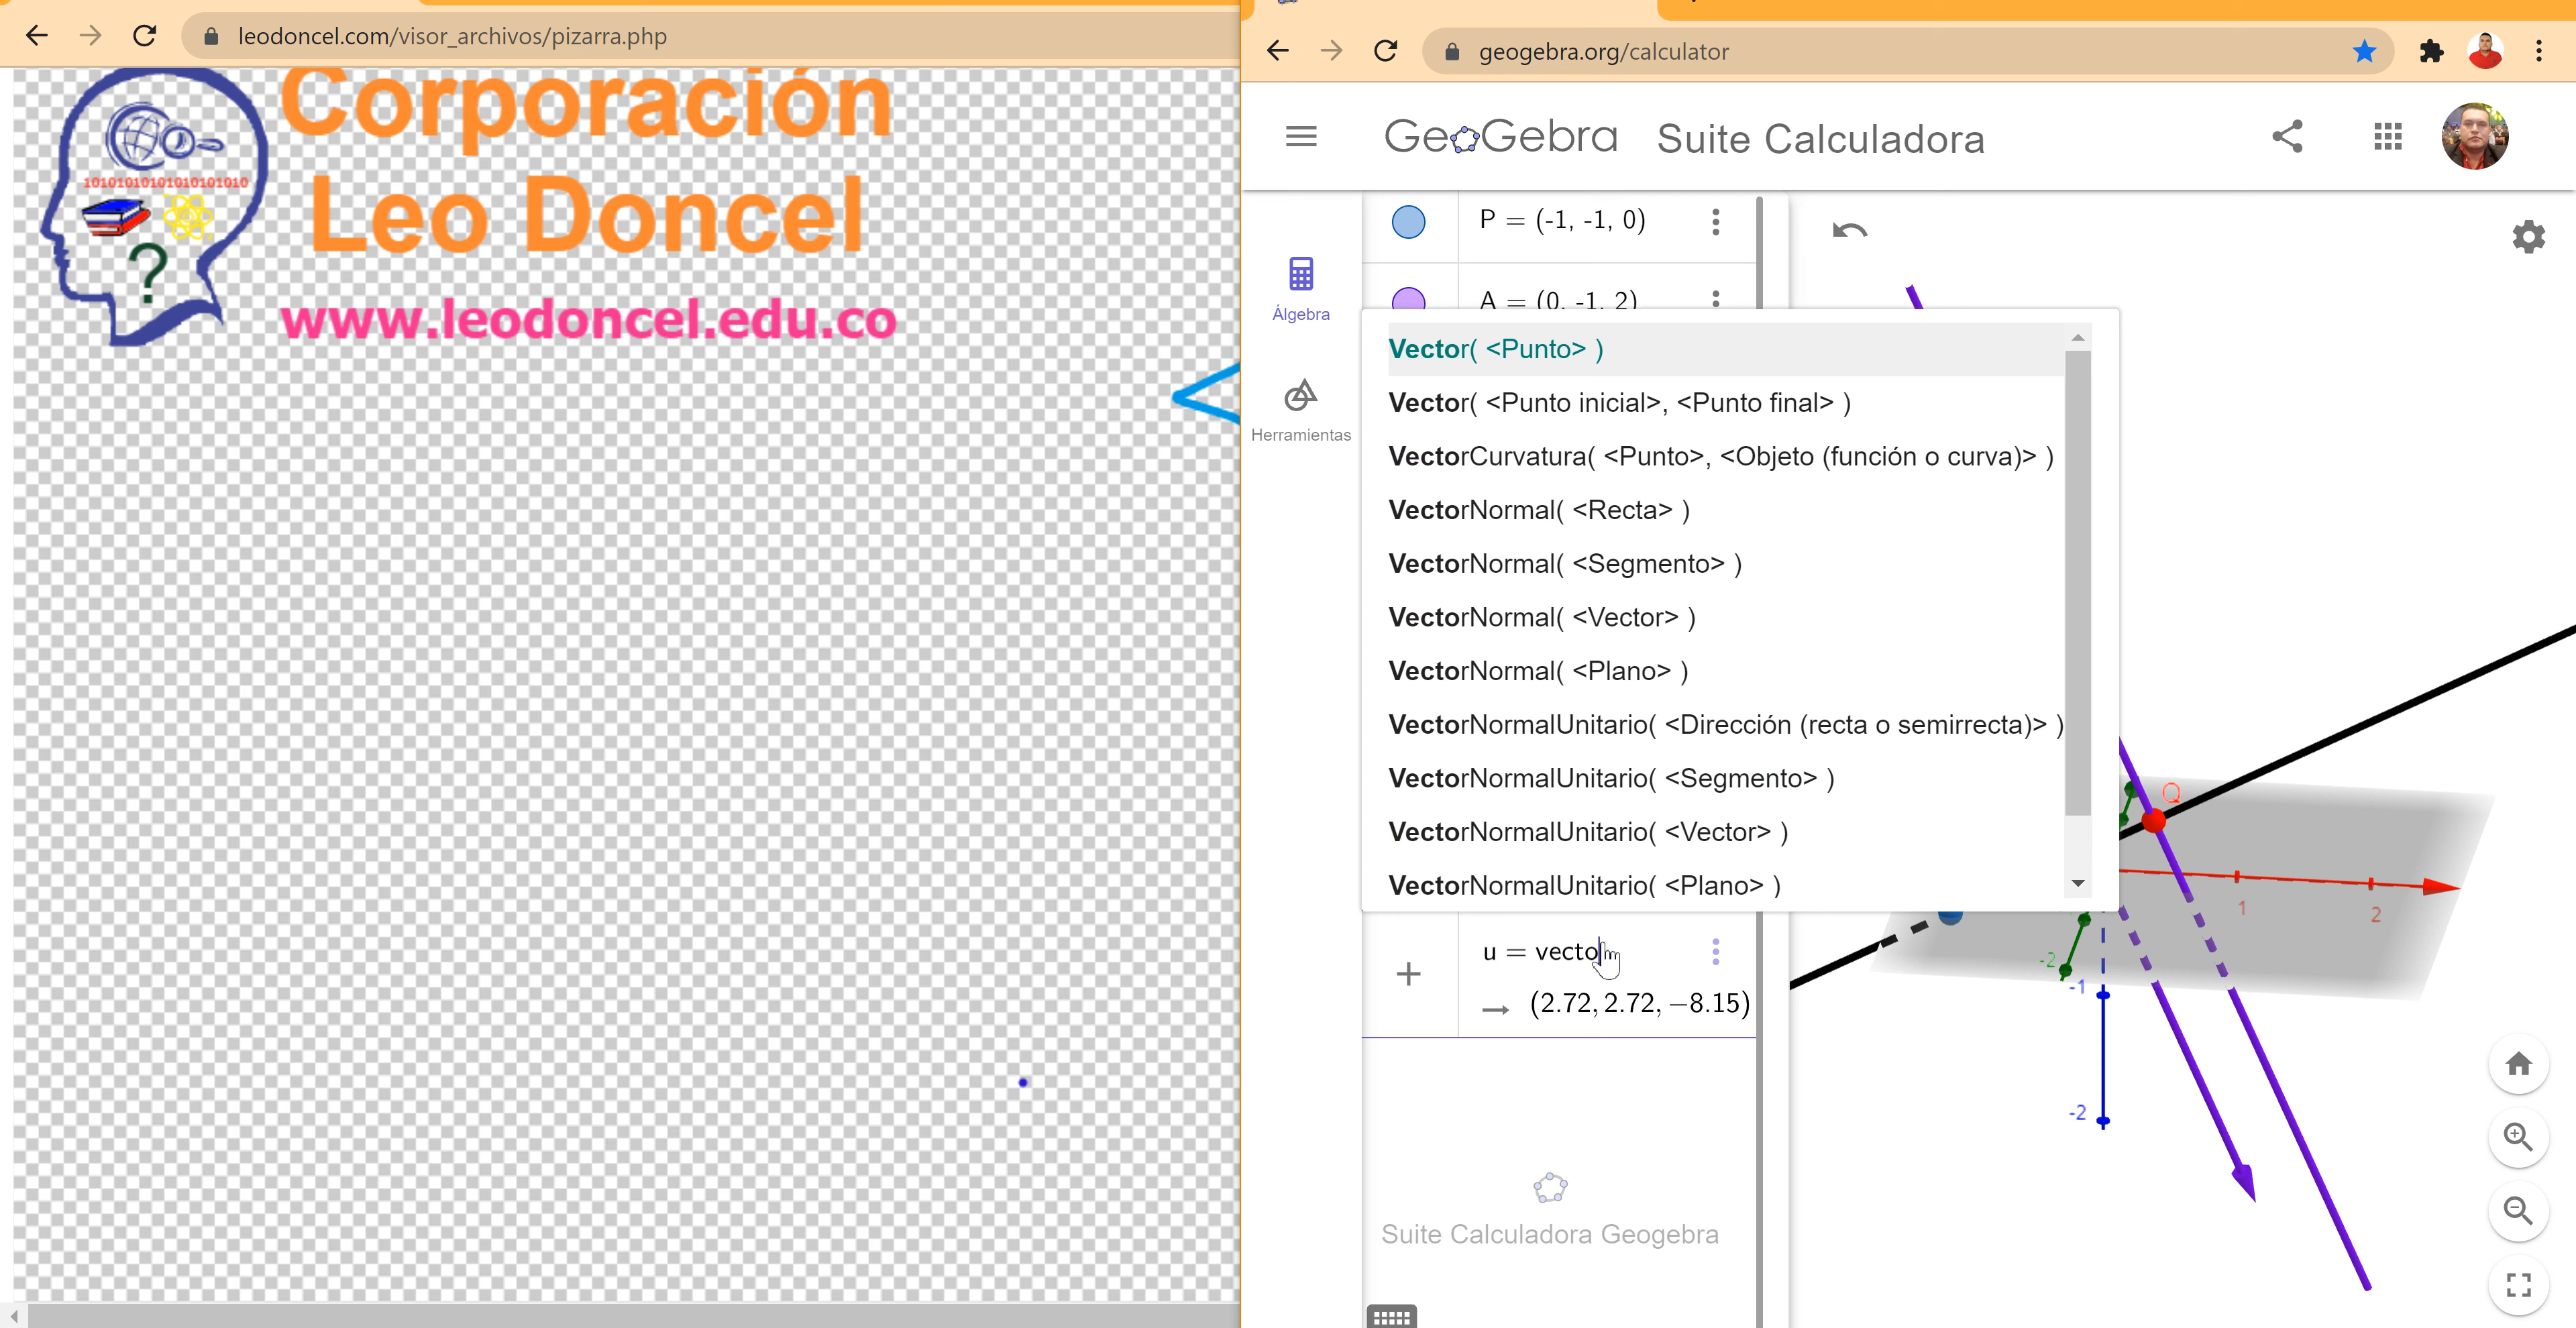 leodoncel.com/visor_archivos/pizarra.php
Corporación
Leo Doncel
10101010101010101010
?
www.leodoncel.edu.co
geogebra.org/calculator
GeoGebra Suite Calculadora
Álgebra
Herramientas
P = (-1, -1, 0)
A = (0, -1, 2)
Vector( <Punto> )
Vector( <Punto inicial>, <Punto final> )
VectorCurvatura( <Punto>, <Objeto (función o curva)> )
VectorNormal( <Recta> )
VectorNormal( <Segmento> )
VectorNormal( <Vector> )
VectorNormal( <Plano> )
VectorNormalUnitario( <Dirección (recta o semirrecta)> )
VectorNormalUnitario( <Segmento> )
VectorNormalUnitario( <Vector> )
VectorNormalUnitario( <Plano> )
u = vecto
→ (2.72, 2.72, −8.15)
Suite Calculadora Geogebra
Q
1
2
-2
-1
-2